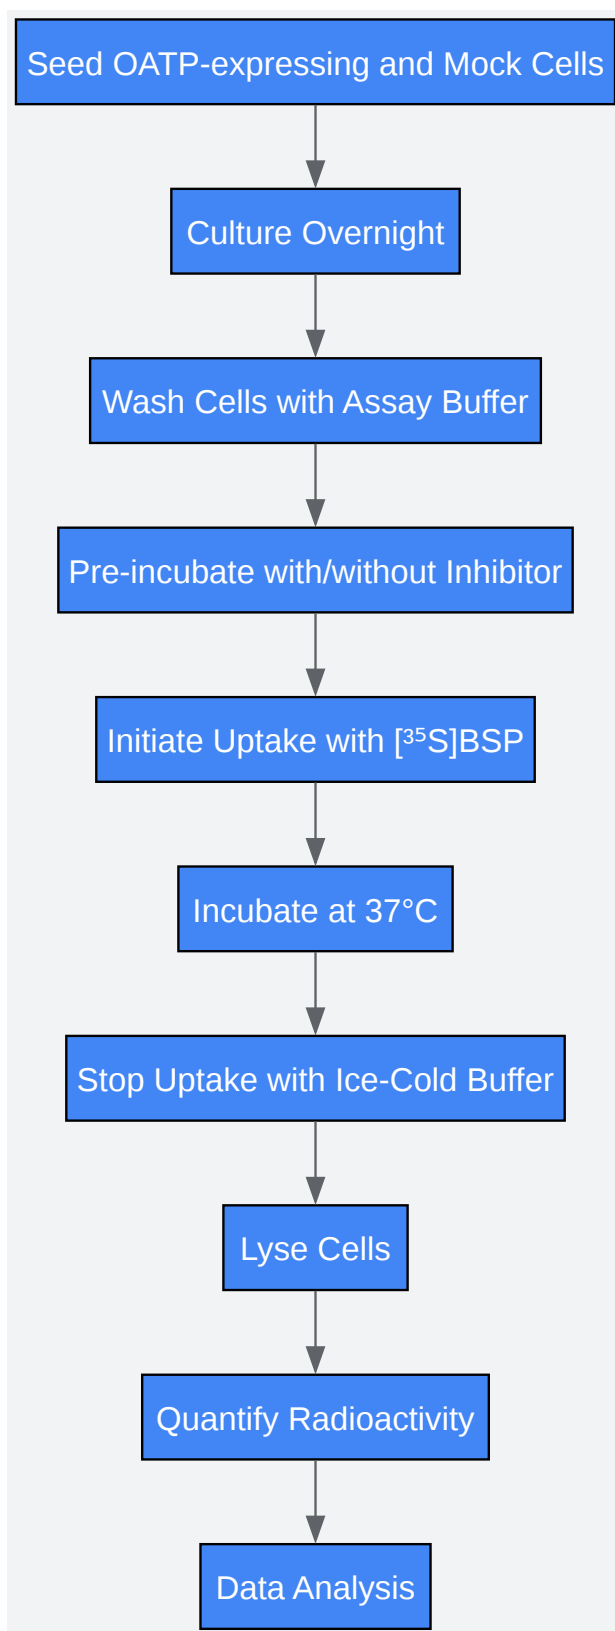 Seed OATP-expressing and Mock Cells
Culture Overnight
Wash Cells with Assay Buffer
Pre-incubate with/without Inhibitor
Initiate Uptake with [³⁵S]BSP
Incubate at 37°C
Stop Uptake with Ice-Cold Buffer
Lyse Cells
Quantify Radioactivity
Data Analysis